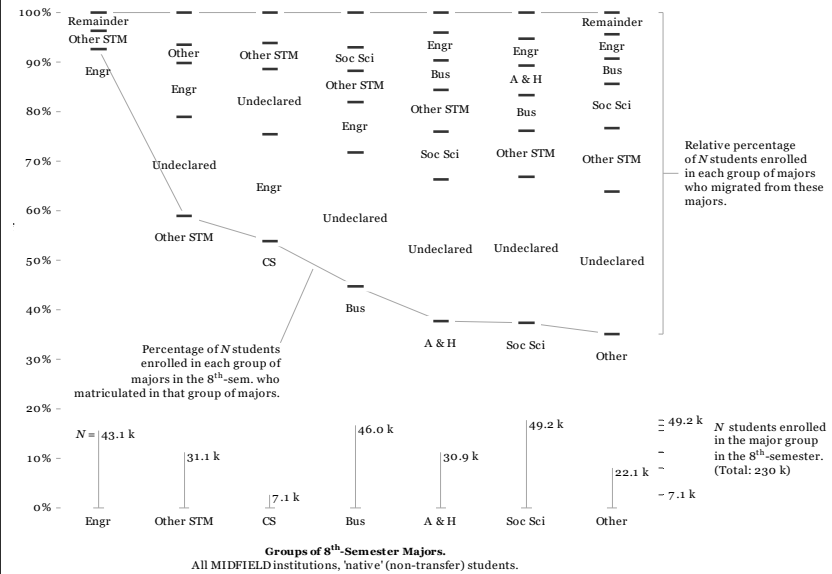 100%
90%
80%
70%
60%
50%
40%
30%
20%
10%
0%
Remainder
Other STM
Engr
Other
Engr
Undeclared
Other STM
Other STM
Undeclared
Engr
CS
Soc Sci
Other STM
Engr
Undeclared
Bus
Engr
Bus
Other STM
Soc Sci
Undeclared
A & H
Engr
A & H
Bus
Other STM
Undeclared
Soc Sci
Remainder
Engr
Bus
Soc Sci
Other STM
Undeclared
Other
Relative percentage
of N students enrolled
in each group of majors
who migrated from these
majors.
Percentage of N students
enrolled in each group of
majors in the 8th-sem. who
matriculated in that group of majors.
N = 43.1 k
31.1 k
7.1 k
46.0 k
30.9 k
49.2 k
22.1 k
49.2 k
7.1 k
N students enrolled
in the major group
in the 8th-semester.
(Total: 230 k)
Engr Other STM CS Bus A & H Soc Sci Other
Groups of 8th-Semester Majors.
All MIDFIELD institutions, 'native' (non-transfer) students.